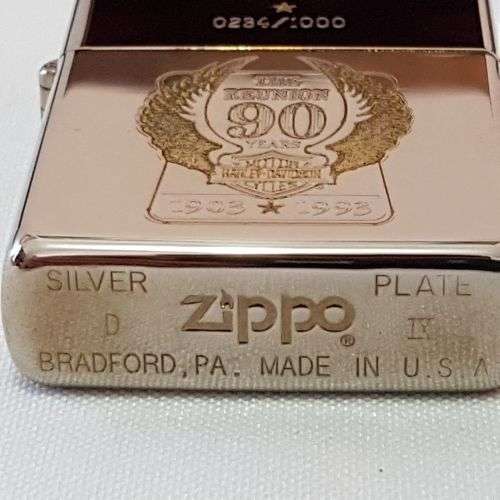 0234/1000
THE
REUNION
90
YEARS
MOTOR
HARLEY-DAVIDSON
CYCLES
1903 ★ 1993
SILVER PLATE
D zippo® IX
BRADFORD, PA. MADE IN U.S.A